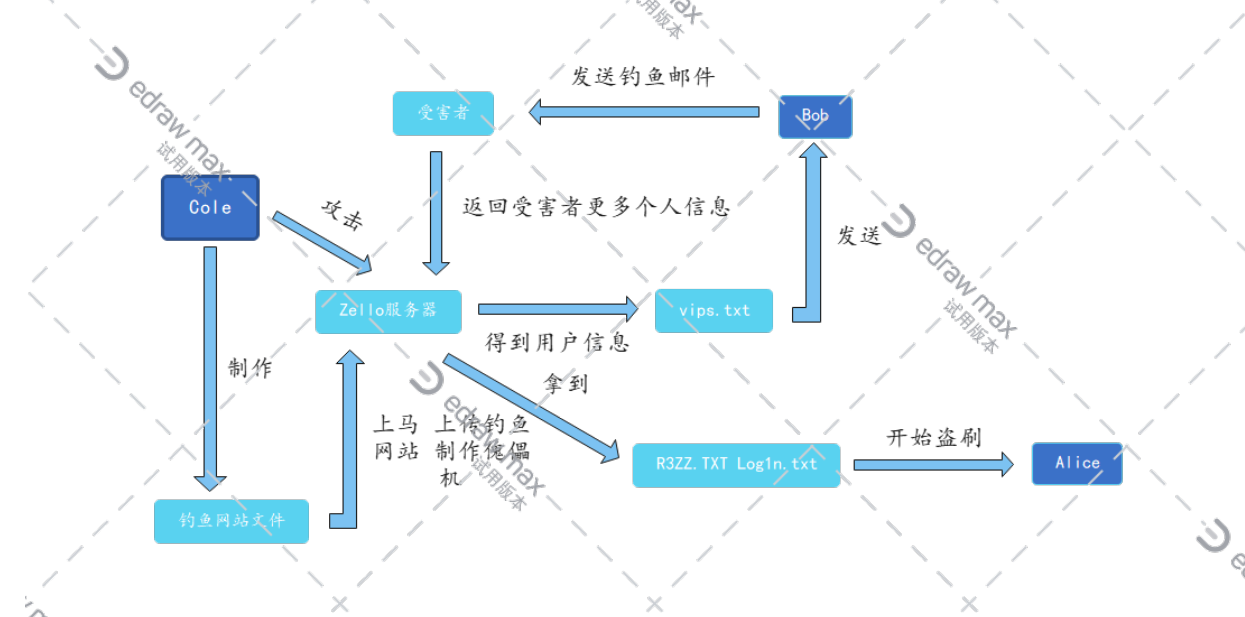 发送钓鱼邮件
受害者
Bob
edraw max
试用版本
Cole
攻击
返回受害者更多个人信息
发送
edraw max
试用版本
Zello服务器
vips.txt
得到用户信息
制作
拿到
edraw max
试用版本
上马 上传钓鱼
网站 制作傀儡
机
开始盗刷
R3ZZ.TXT Log1n.txt
Alice
钓鱼网站文件
试用版本